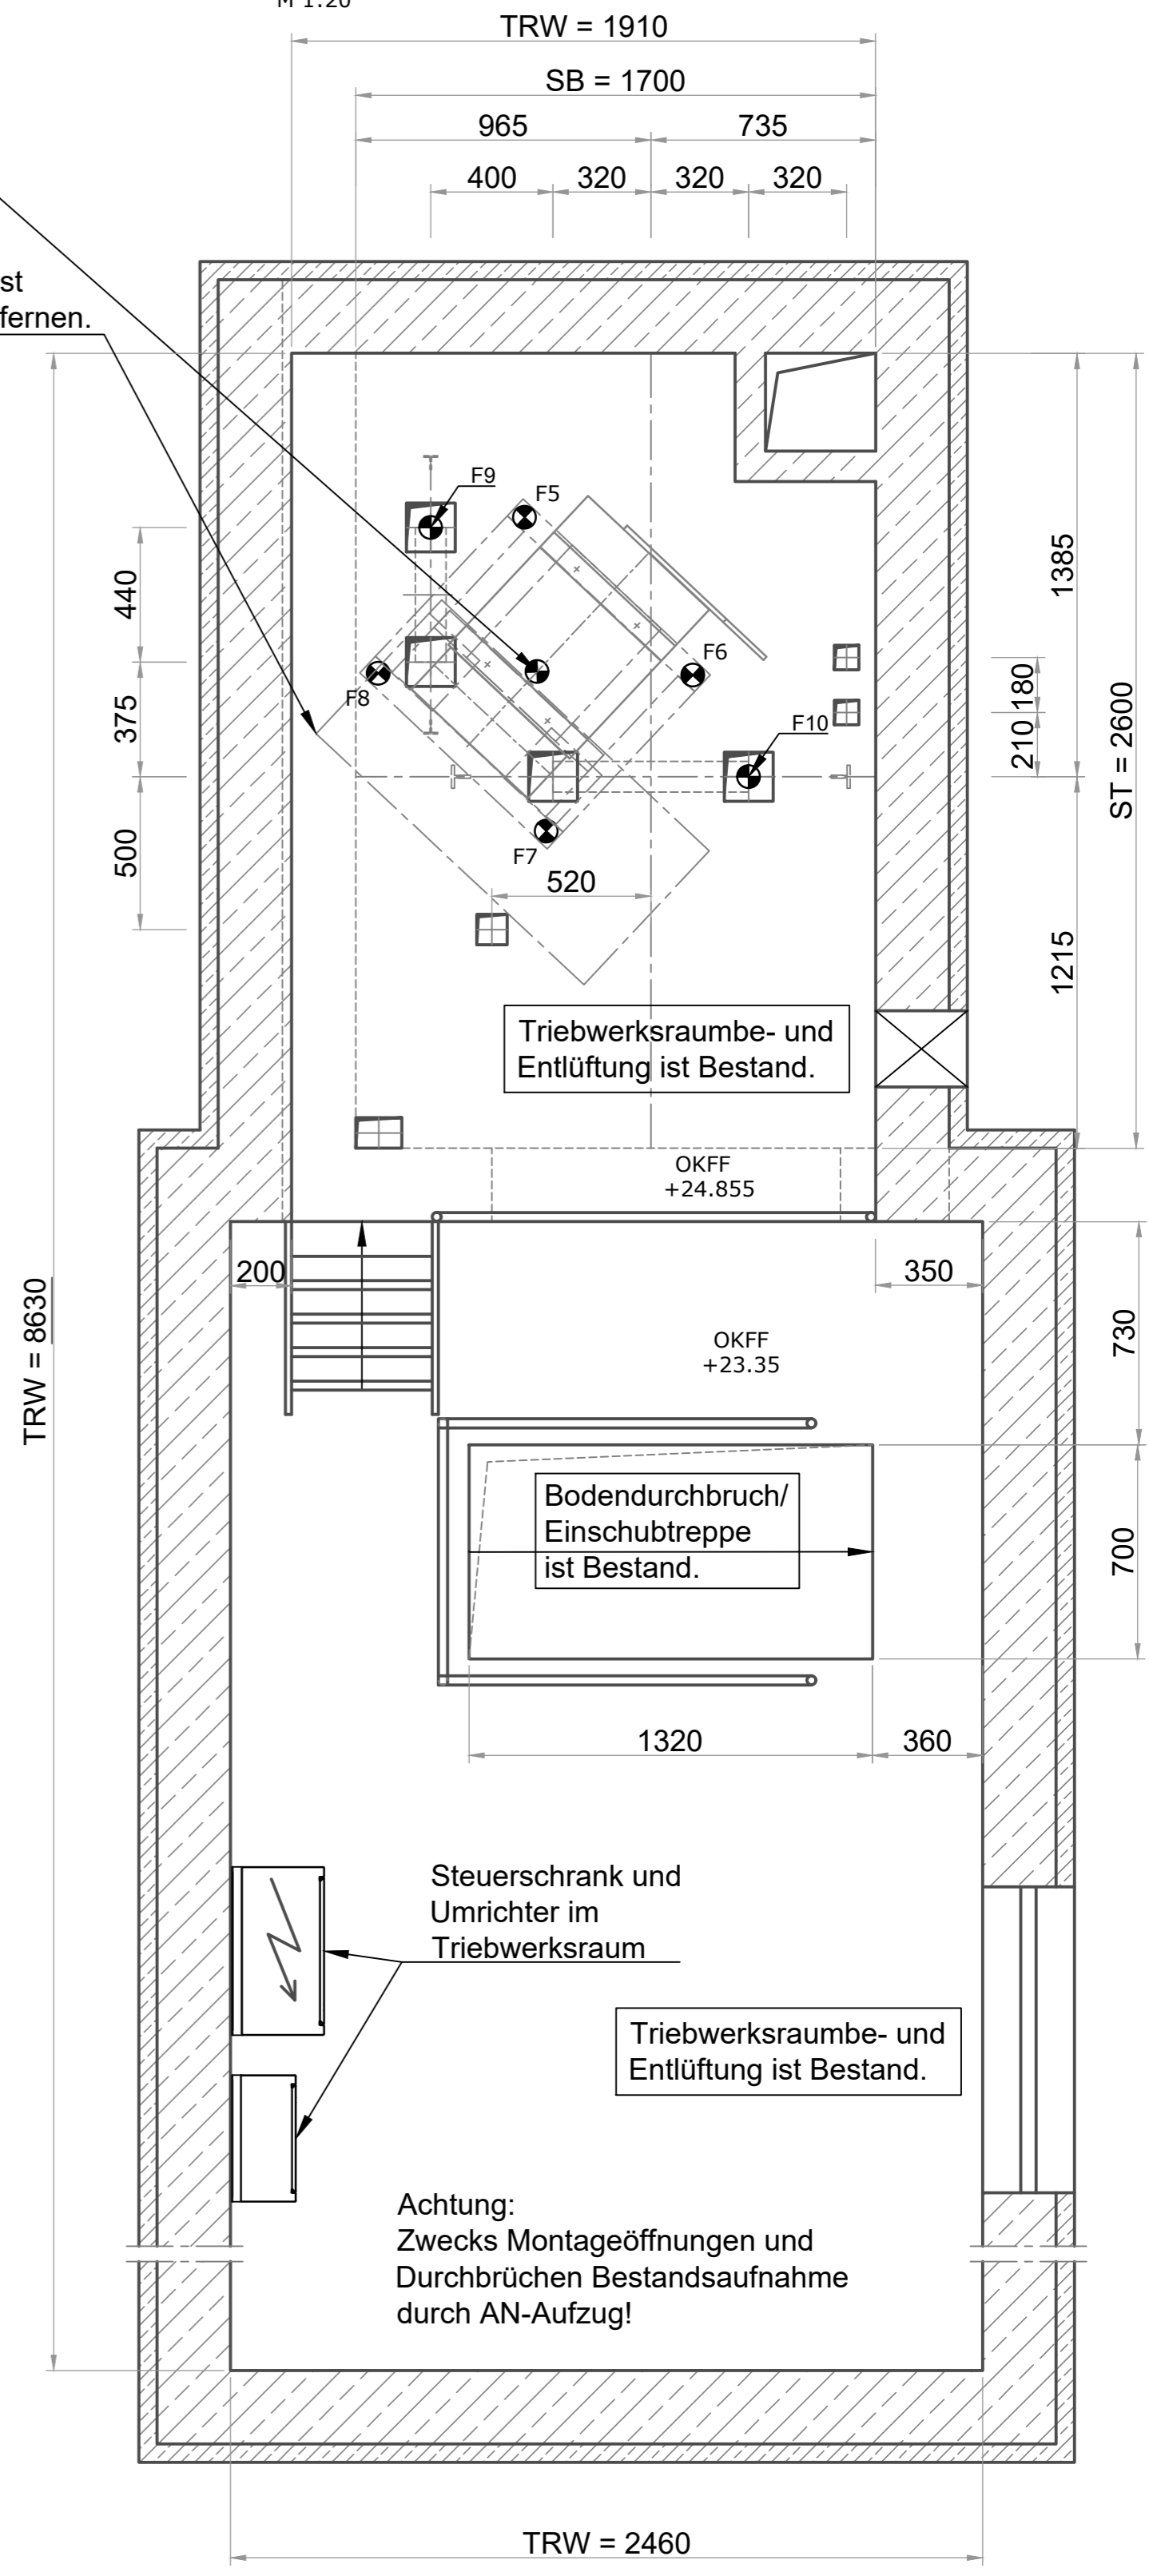 M 1:20
TRW = 1910
SB = 1700
965
735
400
320
320
320
st
fernen.
F9
F5
440
1385
F6
F8
180
375
F10
210
ST = 2600
500
F7
520
1215
Triebwerksraumbe- und
Entlüftung ist Bestand.
OKFF
+24.855
200
350
TRW = 8630
730
OKFF
+23.35
Bodendurchbruch/
Einschubtreppe
ist Bestand.
700
1320
360
Steuerschrank und
Umrichter im
Triebwerksraum
Triebwerksraumbe- und
Entlüftung ist Bestand.
Achtung:
Zwecks Montageöffnungen und
Durchbrüchen Bestandsaufnahme
durch AN-Aufzug!
TRW = 2460